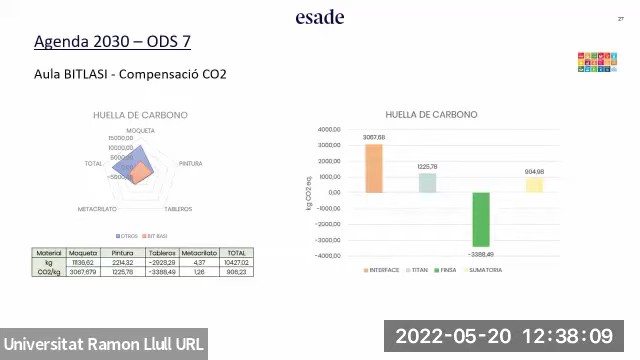 esade
27
Agenda 2030 – ODS 7
Aula BITLASI - Compensació CO2
HUELLA DE CARBONO
MOQUETA
15000,00
10000,00
5000,00
TOTAL
PINTURA
METACRILATO
TABLEROS
OTROS
BIT BASI
Material Moqueta Pintura Tableros Metacrilato TOTAL
kg 11136,62 2214,32 -2928,29 4,37 10427,02
CO2/kg 3067,679 1225,78 -3388,49 1,26 906,23
HUELLA DE CARBONO
kg CO2 eq.
4000,00
3000,00
2000,00
1000,00
0,00
-1000,00
-2000,00
-3000,00
-4000,00
3067,68
1225,78
-3388,49
904,98
INTERFACE TITAN FINSA SUMATORIA
Universitat Ramon Llull URL
2022-05-20 12:38:09